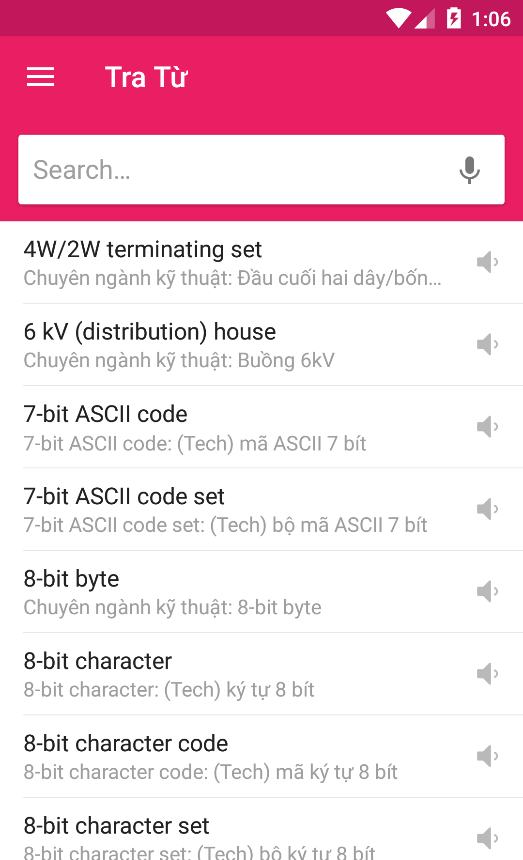 1:06
Tra Từ
Search...
4W/2W terminating set
Chuyên ngành kỹ thuật: Đầu cuối hai dây/bốn...
6 kV (distribution) house
Chuyên ngành kỹ thuật: Buồng 6kV
7-bit ASCII code
7-bit ASCII code: (Tech) mã ASCII 7 bít
7-bit ASCII code set
7-bit ASCII code set: (Tech) bộ mã ASCII 7 bít
8-bit byte
Chuyên ngành kỹ thuật: 8-bit byte
8-bit character
8-bit character: (Tech) ký tự 8 bít
8-bit character code
8-bit character code: (Tech) mã ký tự 8 bít
8-bit character set
8-bit character set: (Tech) bộ ký tự 8 bít